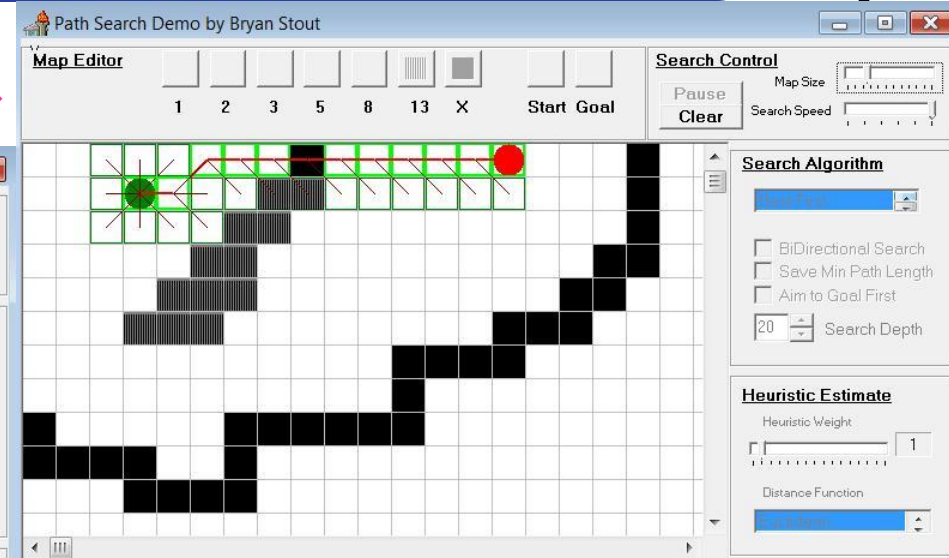 Path Search Demo by Bryan Stout
Map Editor
1 2 3 5 8 13 X Start Goal
Search Control
Map Size
Pause
Search Speed
Clear
Search Algorithm
BiDirectional Search
Save Min Path Length
Aim to Goal First
20 Search Depth
Heuristic Estimate
Heuristic Weight
1
Distance Function